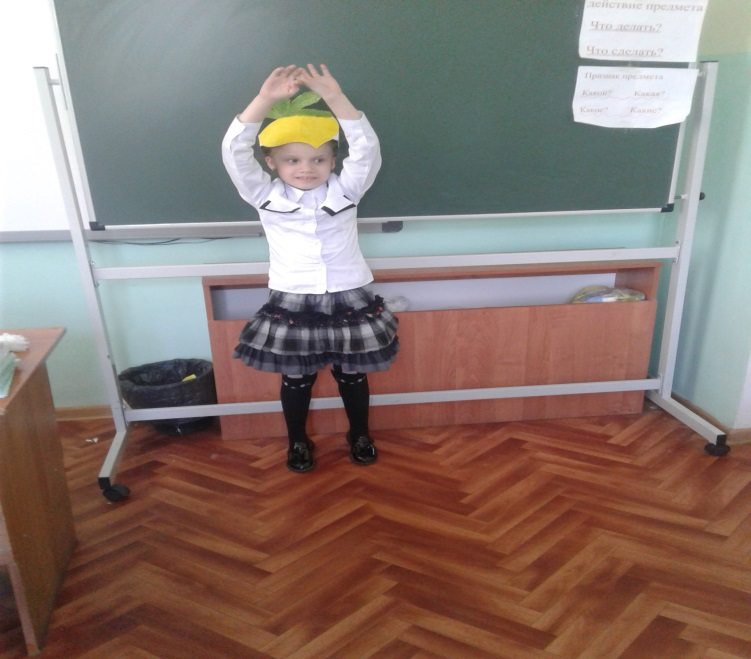 действие предмета
Что делать?
Что сделать?
Признак предмета
Какой? Какая?
Какое? Какие?